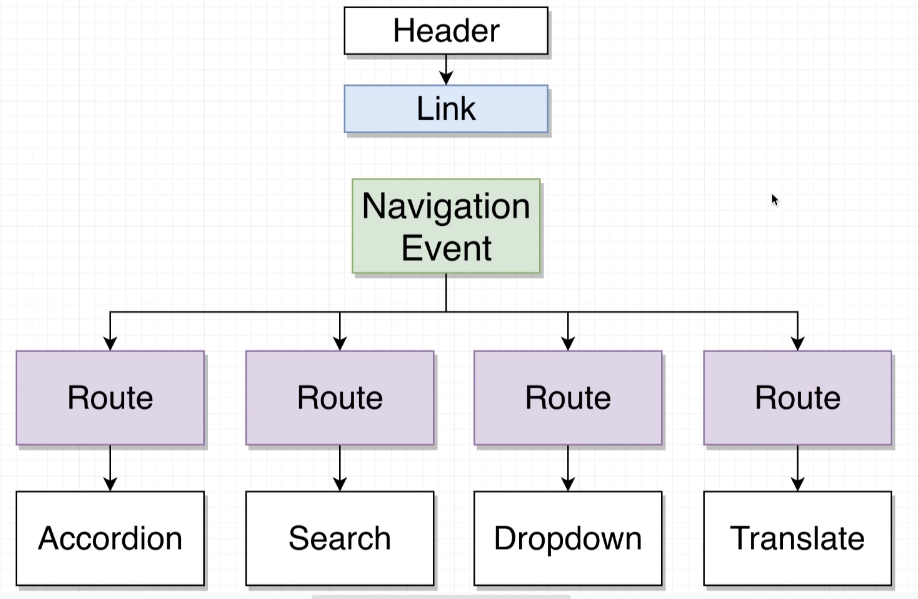 Header
Link
Navigation
Event
Route
Route
Route
Route
Accordion
Search
Dropdown
Translate